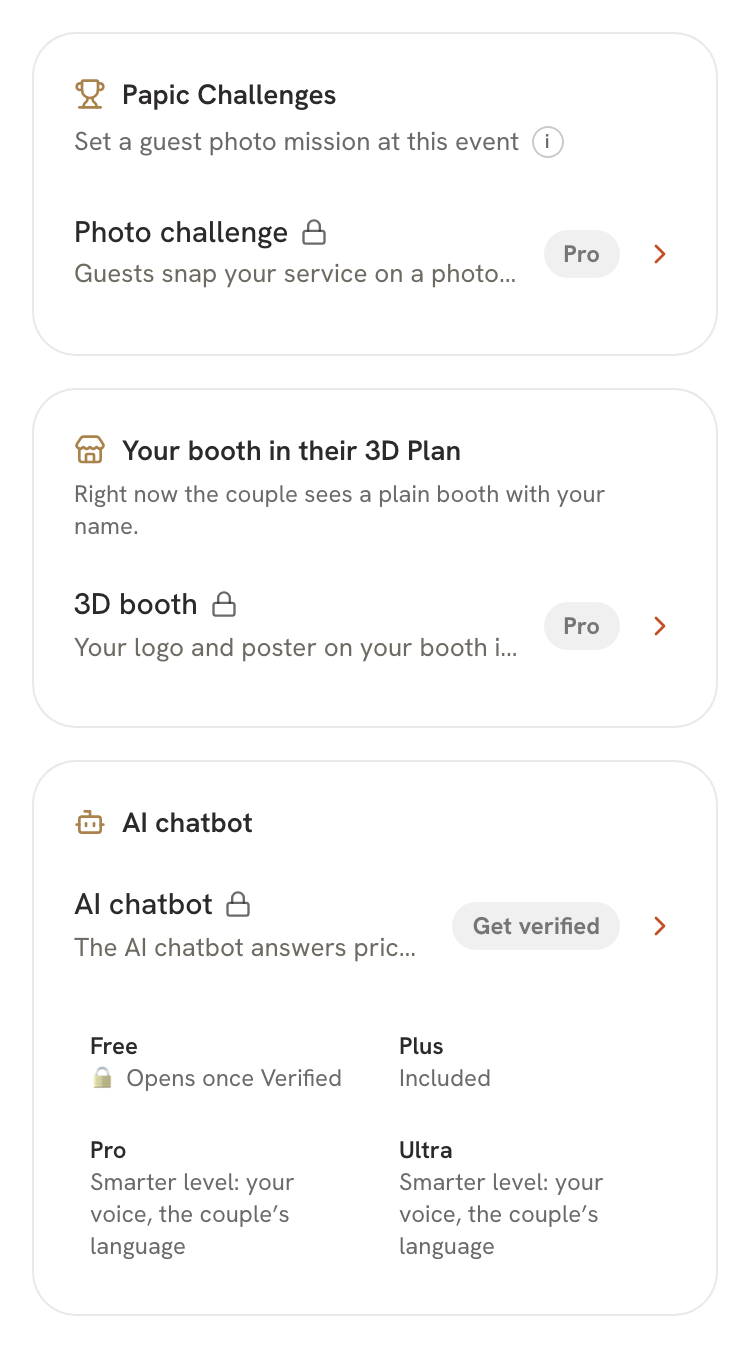 Papic Challenges
Set a guest photo mission at this event
i
Photo challenge
Guests snap your service on a photo...
Pro
Your booth in their 3D Plan
Right now the couple sees a plain booth with your
name.
3D booth
Your logo and poster on your booth i...
Pro
AI chatbot
AI chatbot
The AI chatbot answers pric...
Get verified
Free
🔒 Opens once Verified
Plus
Included
Pro
Smarter level: your
voice, the couple’s
language
Ultra
Smarter level: your
voice, the couple’s
language